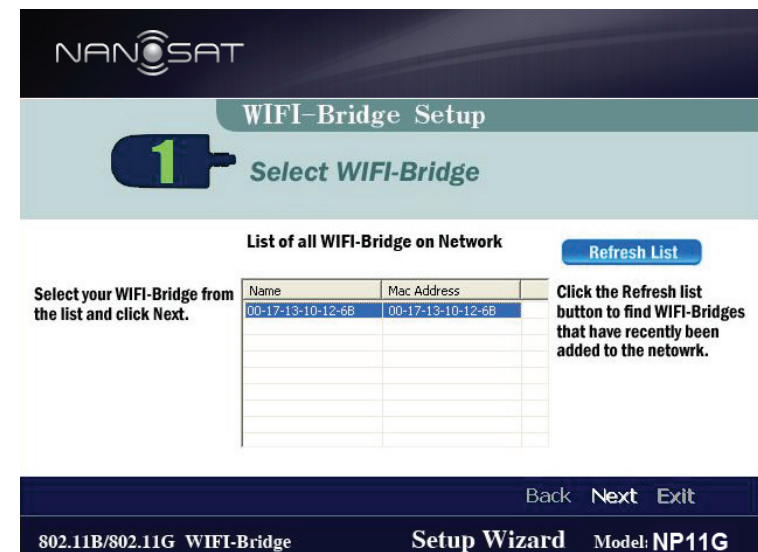 NANOSAT
WIFI-Bridge Setup
1
Select WIFI-Bridge
List of all WIFI-Bridge on Network
Refresh List
Select your WIFI-Bridge from
the list and click Next.
Name Mac Address
00-17-13-10-12-6B 00-17-13-10-12-6B
Click the Refresh list
button to find WIFI-Bridges
that have recently been
added to the netowrk.
Back Next Exit
802.11B/802.11G WIFI-Bridge Setup Wizard Model: NP11G